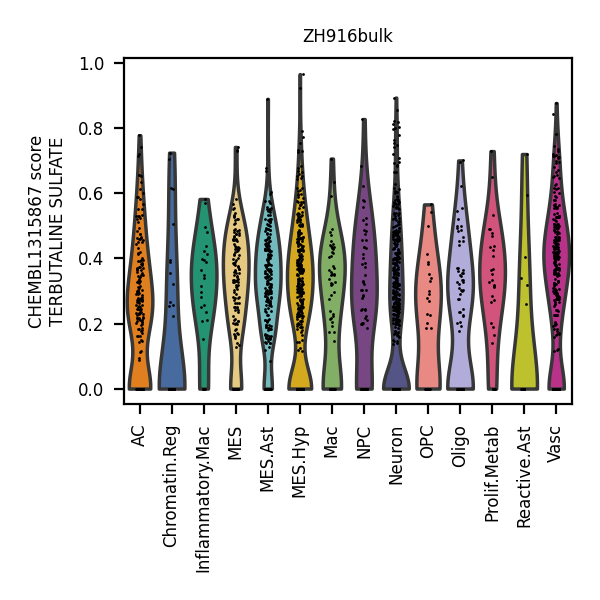 ZH916bulk
CHEMBL1315867 score
TERBUTALINE SULFATE
1.0
0.8
0.6
0.4
0.2
0.0
AC
Chromatin.Reg
Inflammatory.Mac
MES
MES.Ast
MES.Hyp
Mac
NPC
Neuron
OPC
Oligo
Prolif.Metab
Reactive.Ast
Vasc